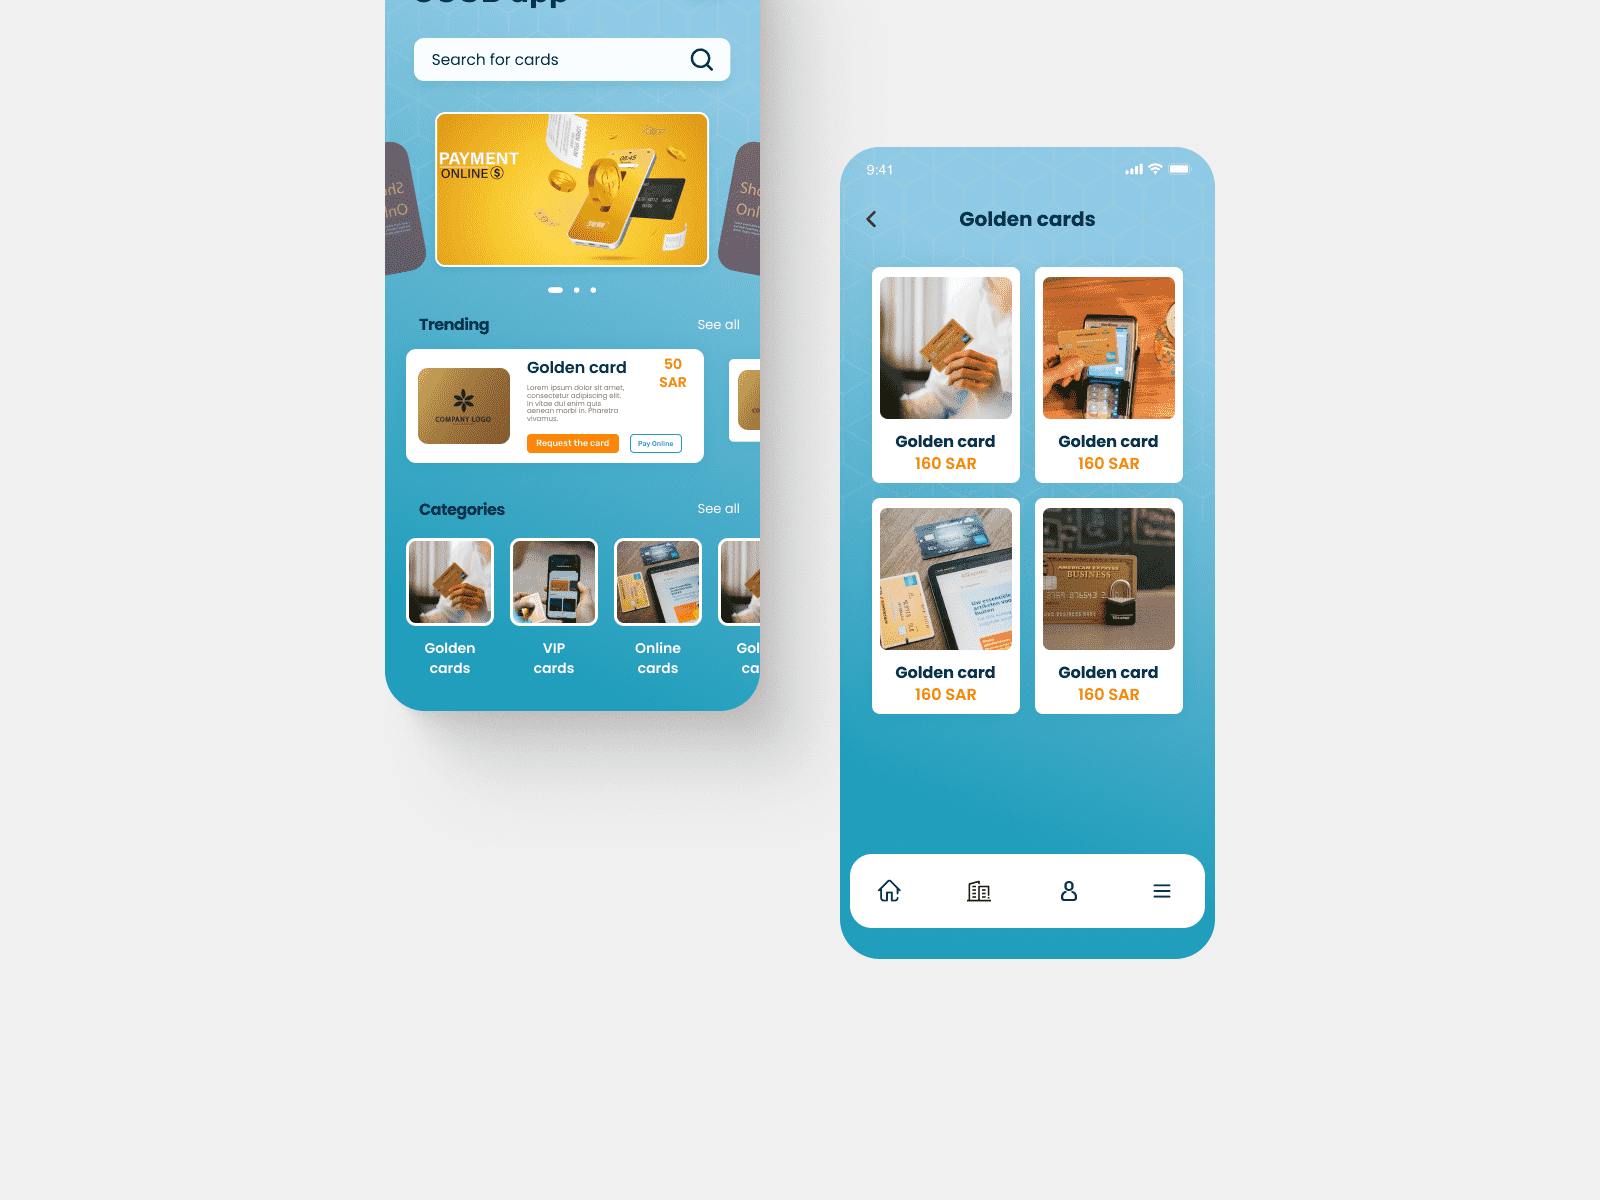 app
Search for cards
PAYMENT
ONLINE $
Trending
See all
Golden card
50
SAR
Lorem ipsum dolor sit amet,
consectetur adipiscing elit.
In vitae dui enim quis
aenean morbi in. Pharetra
vivamus.
COMPANY LOGO
Request the card
Pay Online
Categories
See all
Golden
cards
VIP
cards
Online
cards
Gol
ca
9:41
Golden cards
Golden card
160 SAR
Golden card
160 SAR
AMERICAN EXPRESS
BUSINESS
Golden card
160 SAR
Golden card
160 SAR